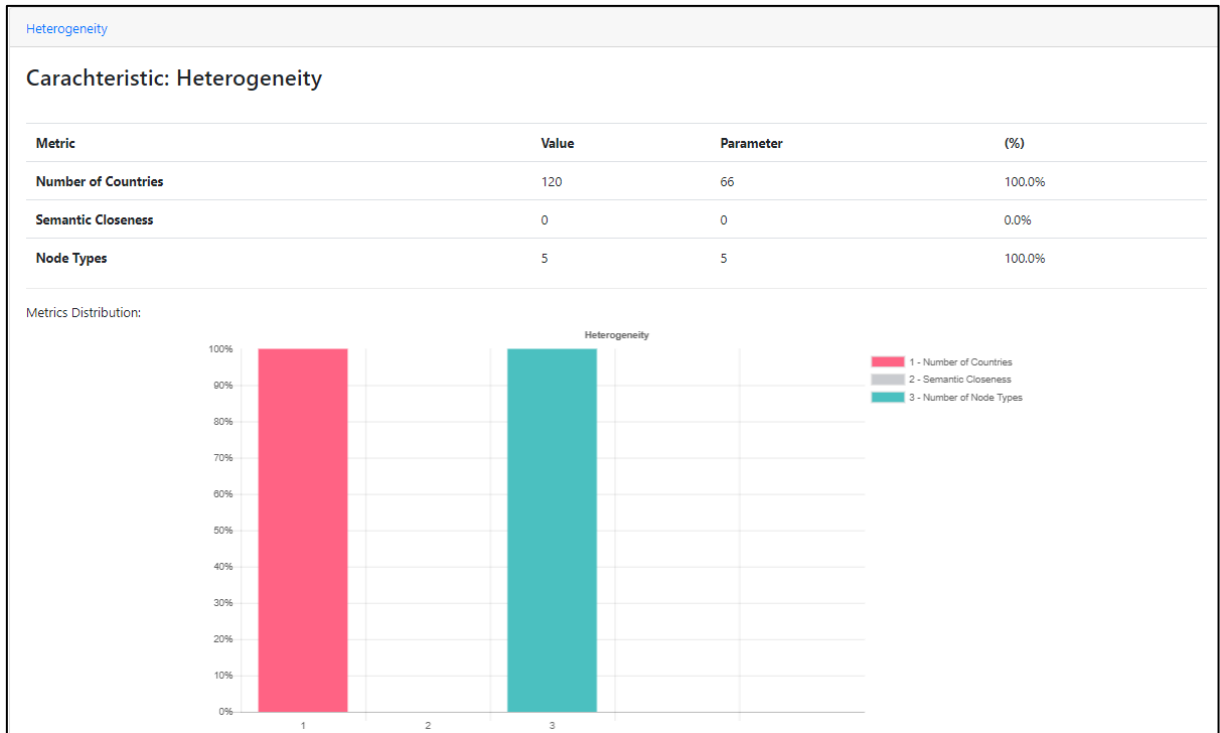 Heterogeneity
Carachteristic: Heterogeneity
Metric Value Parameter (%)
Number of Countries 120 66 100.0%
Semantic Closeness 0 0 0.0%
Node Types 5 5 100.0%
Metrics Distribution:
Heterogeneity
1 - Number of Countries
2 - Semantic Closeness
3 - Number of Node Types
100%
90%
80%
70%
60%
50%
40%
30%
20%
10%
0%
1 2 3